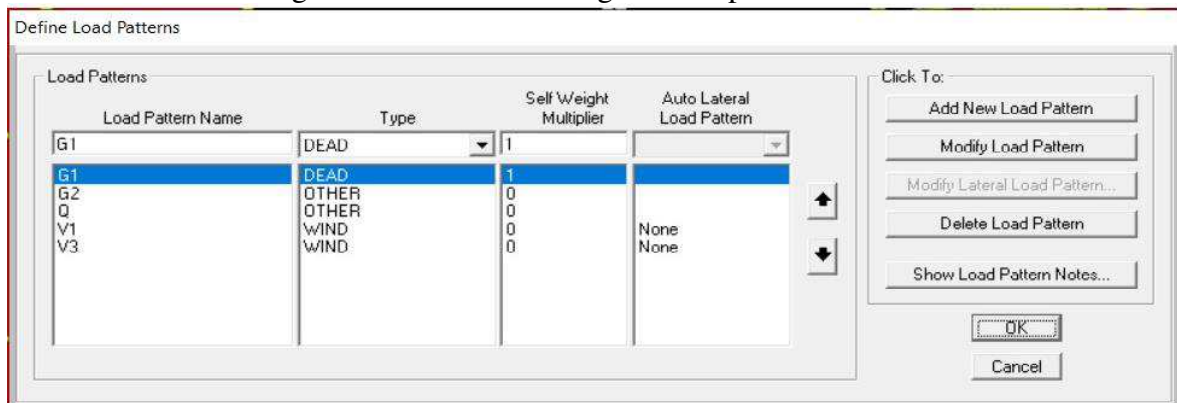 Define Load Patterns
Load Patterns
Load Pattern Name Type Self Weight Multiplier Auto Lateral Load Pattern
G1 DEAD 1
G1 DEAD 1
G2 OTHER 0
Q OTHER 0
V1 WIND 0 None
V3 WIND 0 None
Click To:
Add New Load Pattern
Modify Load Pattern
Modify Lateral Load Pattern...
Delete Load Pattern
Show Load Pattern Notes...
OK
Cancel